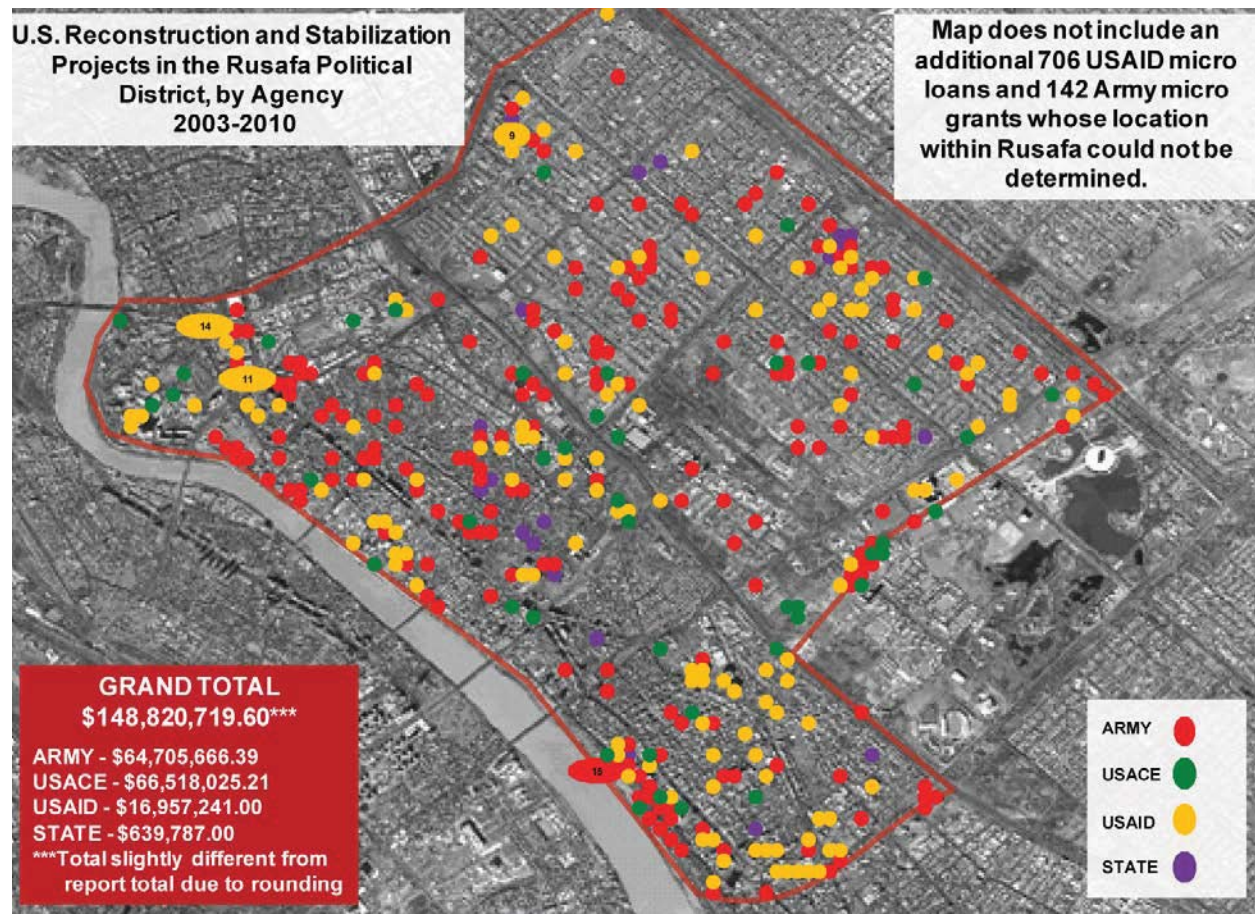 U.S. Reconstruction and Stabilization
Projects in the Rusafa Political
District, by Agency
2003-2010
Map does not include an
additional 706 USAID micro
loans and 142 Army micro
grants whose location
within Rusafa could not be
determined.
9
14
11
15
GRAND TOTAL
$148,820,719.60***
ARMY - $64,705,666.39
USACE - $66,518,025.21
USAID - $16,957,241.00
STATE - $639,787.00
***Total slightly different from
report total due to rounding
ARMY
USACE
USAID
STATE